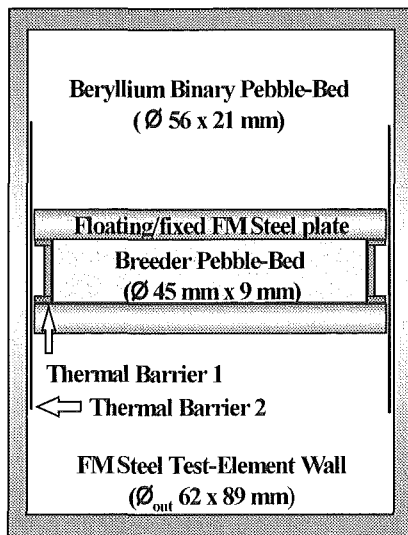 Beryllium Binary Pebble-Bed
( Ø 56 x 21 mm)
Floating/fixed FM Steel plate
Breeder Pebble-Bed
(Ø 45 mm x 9 mm)
Thermal Barrier 1
Thermal Barrier 2
FM Steel Test-Element Wall
(Øout 62 x 89 mm)